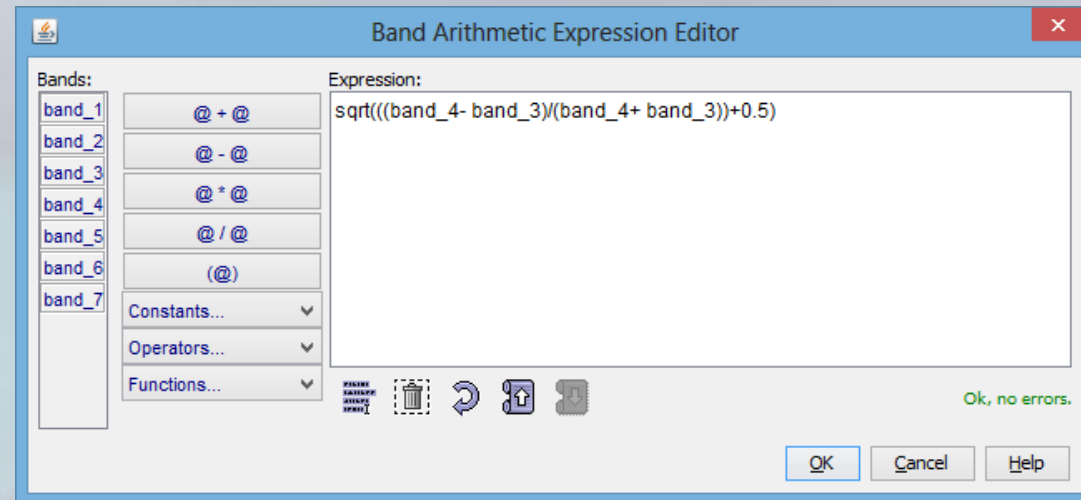 Band Arithmetic Expression Editor
Bands:
band_1
band_2
band_3
band_4
band_5
band_6
band_7
@ + @
@ - @
@ * @
@ / @
(@)
Constants...
Operators...
Functions...
Expression:
sqrt(((band_4- band_3)/(band_4+ band_3))+0.5)
Ok, no errors.
OK Cancel Help